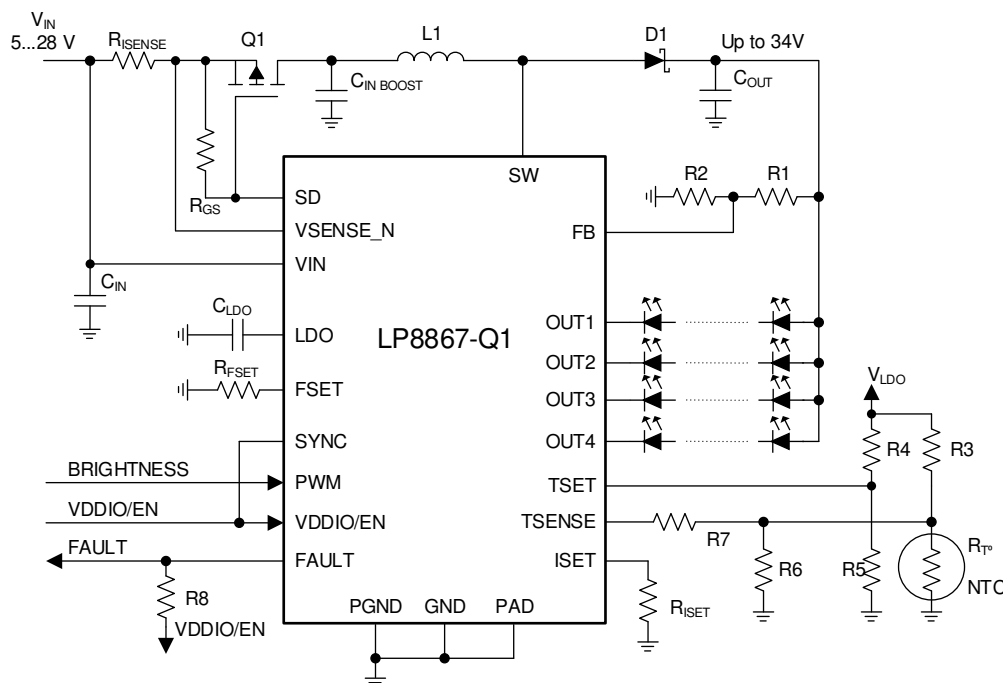 VIN
5...28 V
RISENSE
Q1
L1
D1
Up to 34V
CIN BOOST
COUT
RGS
SW
R2
R1
SD
VSENSE_N
FB
VIN
CIN
CLDO
LDO
LP8867-Q1
OUT1
RFSET
FSET
OUT2
OUT3
VLDO
SYNC
OUT4
R4
R3
BRIGHTNESS
PWM
TSET
VDDIO/EN
VDDIO/EN
TSENSE
R7
FAULT
FAULT
ISET
R6
R5
RT°
NTC
R8
RISET
PGND
GND
PAD
VDDIO/EN